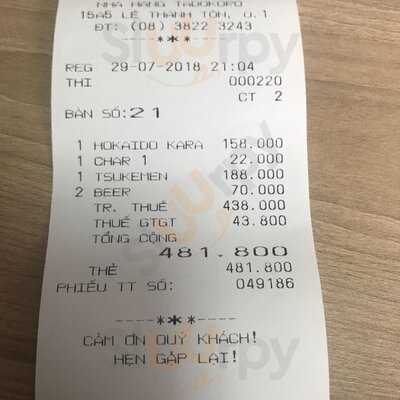 NHA HANG TADOKORO
15A5 LÊ THÁNH TÔN, Q.1
ĐT: (08) 3822 3243
----***----
REG 29-07-2018 21:04
THI 000220
CT 2
BÀN SỐ:21
1 HOKAIDO KARA 158.000
1 CHAR 1 22.000
1 TSUKEMEN 188.000
2 BEER 70.000
TR. THUẾ 438.000
THUẾ GTGT 43.800
TỔNG CỘNG
481.800
THẺ 481.800
PHIẾU TT SỐ: 049186
----***----
CẢM ƠN QUÝ KHÁCH!
HẸN GẶP LẠI!